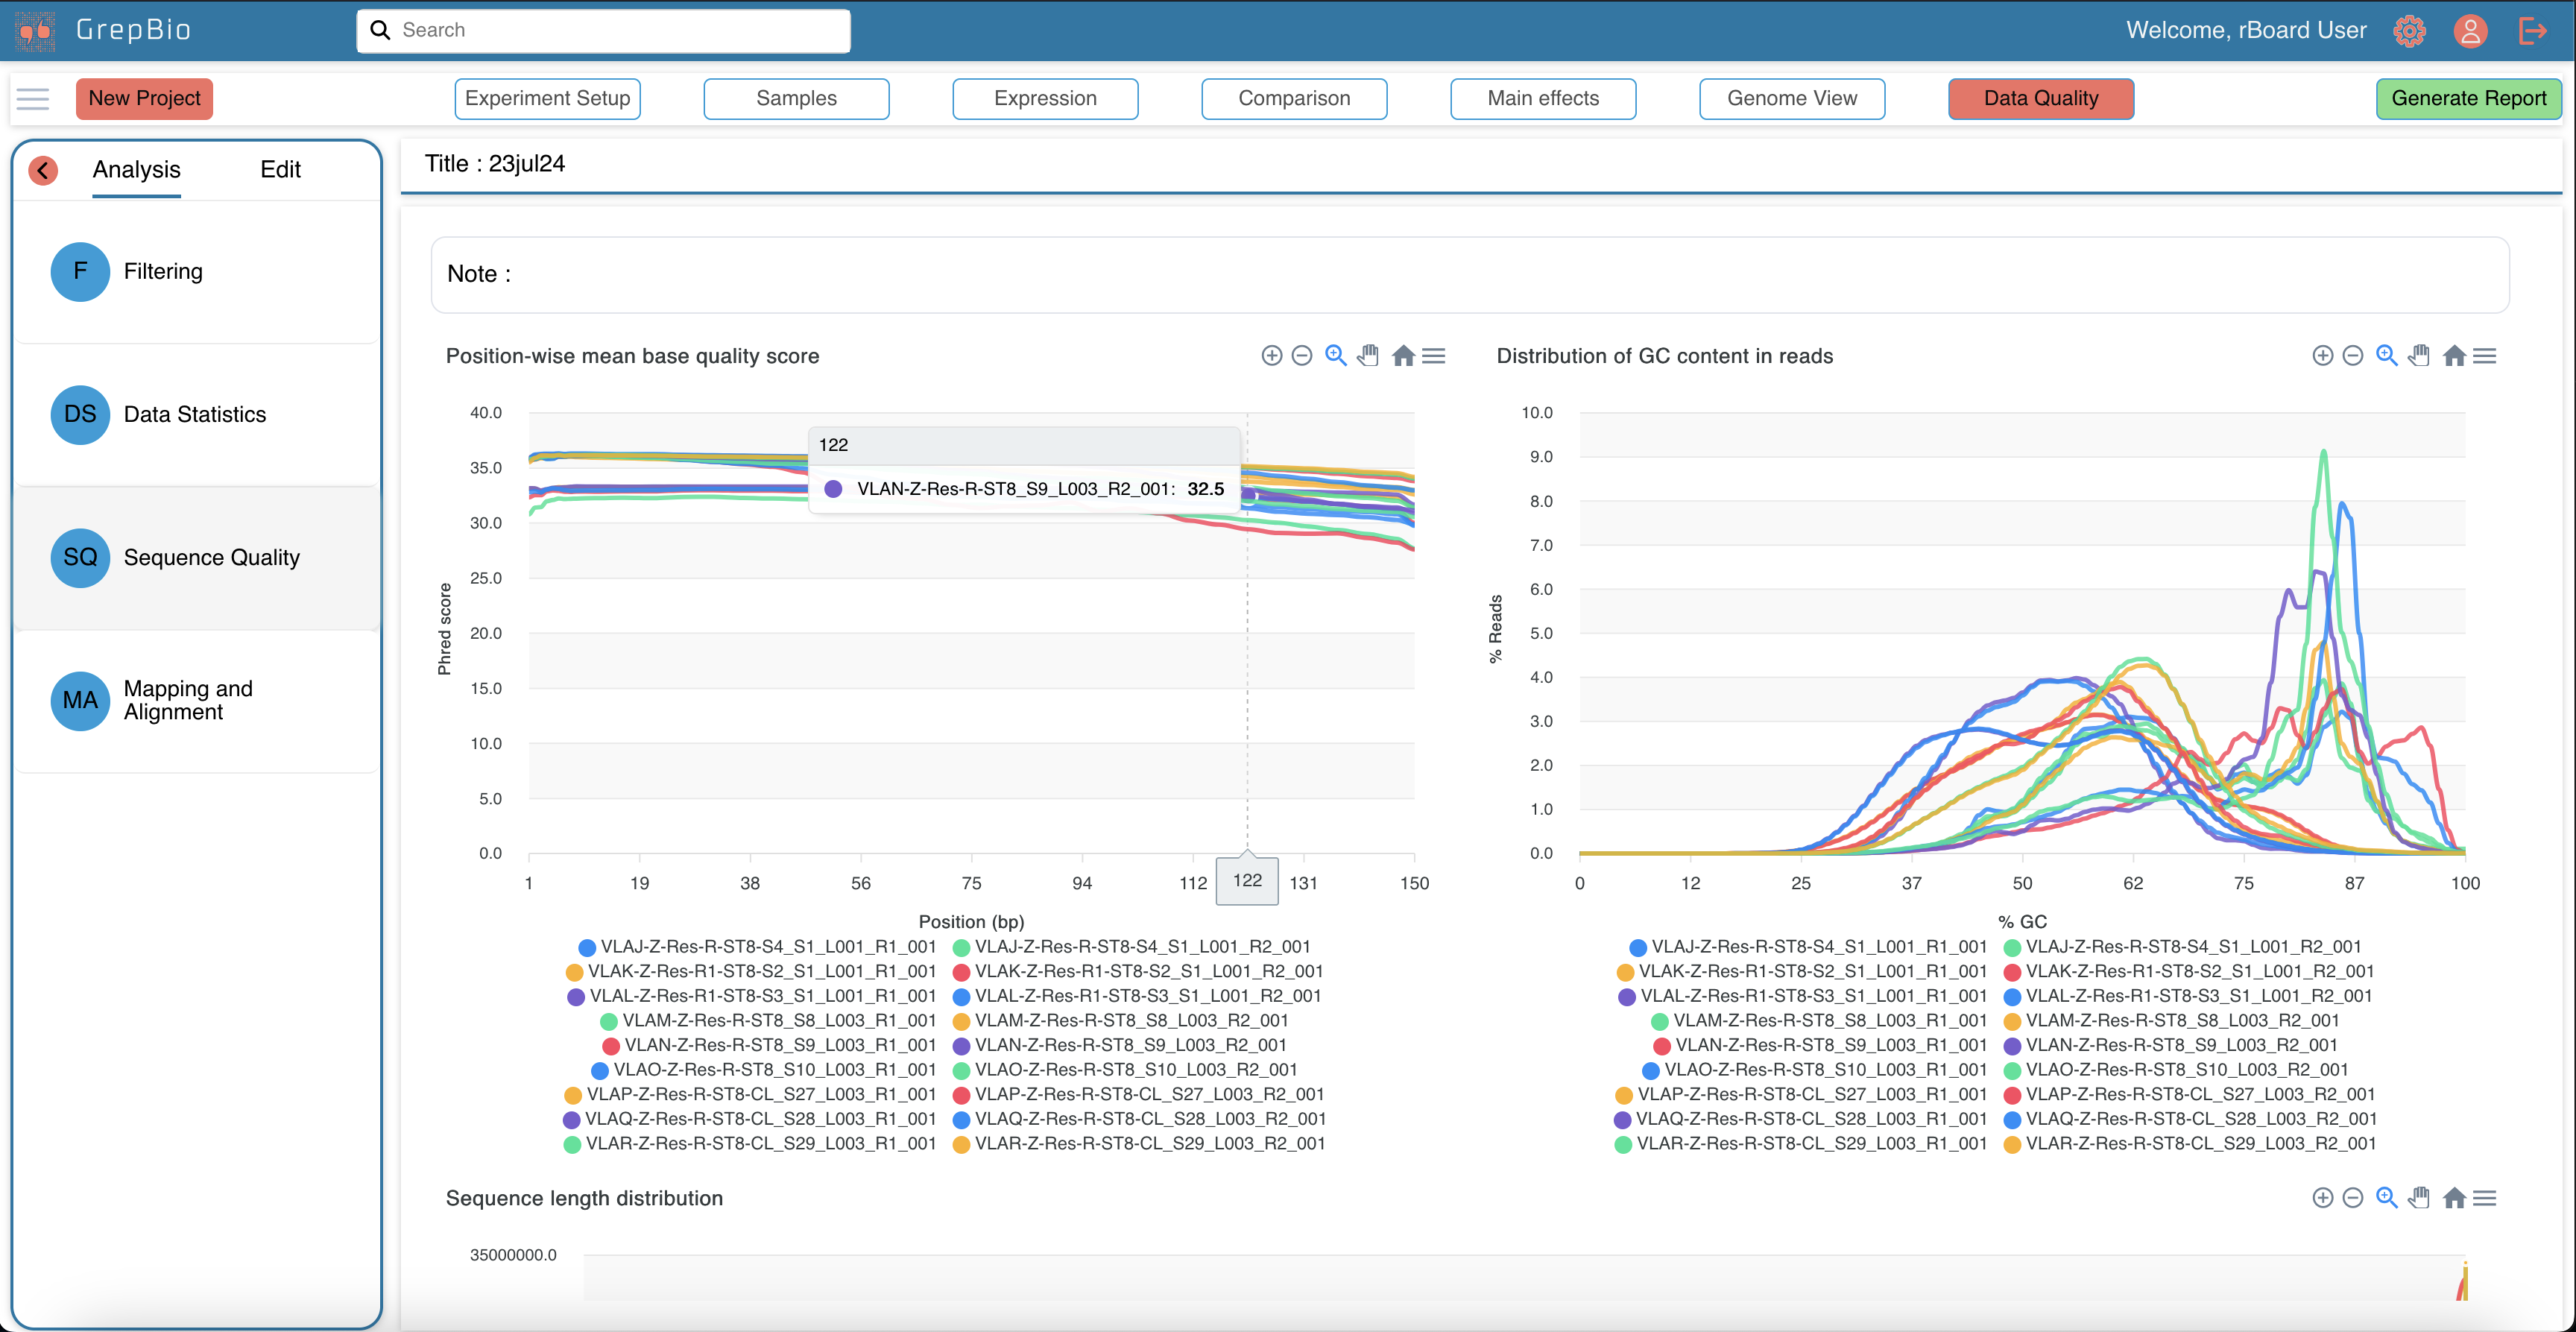 GrepBio
Search
Welcome, rBoard User
New Project
Experiment Setup
Samples
Expression
Comparison
Main effects
Genome View
Data Quality
Generate Report
Analysis
Edit
F Filtering
DS Data Statistics
SQ Sequence Quality
MA Mapping and
Alignment
Title : 23jul24
Note :
Position-wise mean base quality score
40.0
35.0
30.0
25.0
20.0
15.0
10.0
5.0
0.0
Phred score
122
VLAN-Z-Res-R-ST8_S9_L003_R2_001: 32.5
1 19 38 56 75 94 112 122 131 150
Position (bp)
VLAJ-Z-Res-R-ST8-S4_S1_L001_R1_001 VLAJ-Z-Res-R-ST8-S4_S1_L001_R2_001
VLAK-Z-Res-R1-ST8-S2_S1_L001_R1_001 VLAK-Z-Res-R1-ST8-S2_S1_L001_R2_001
VLAL-Z-Res-R1-ST8-S3_S1_L001_R1_001 VLAL-Z-Res-R1-ST8-S3_S1_L001_R2_001
VLAM-Z-Res-R-ST8_S8_L003_R1_001 VLAM-Z-Res-R-ST8_S8_L003_R2_001
VLAN-Z-Res-R-ST8_S9_L003_R1_001 VLAN-Z-Res-R-ST8_S9_L003_R2_001
VLAO-Z-Res-R-ST8_S10_L003_R1_001 VLAO-Z-Res-R-ST8_S10_L003_R2_001
VLAP-Z-Res-R-ST8-CL_S27_L003_R1_001 VLAP-Z-Res-R-ST8-CL_S27_L003_R2_001
VLAQ-Z-Res-R-ST8-CL_S28_L003_R1_001 VLAQ-Z-Res-R-ST8-CL_S28_L003_R2_001
VLAR-Z-Res-R-ST8-CL_S29_L003_R1_001 VLAR-Z-Res-R-ST8-CL_S29_L003_R2_001
Distribution of GC content in reads
10.0
9.0
8.0
7.0
6.0
5.0
4.0
3.0
2.0
1.0
0.0
% Reads
0 12 25 37 50 62 75 87 100
% GC
VLAJ-Z-Res-R-ST8-S4_S1_L001_R1_001 VLAJ-Z-Res-R-ST8-S4_S1_L001_R2_001
VLAK-Z-Res-R1-ST8-S2_S1_L001_R1_001 VLAK-Z-Res-R1-ST8-S2_S1_L001_R2_001
VLAL-Z-Res-R1-ST8-S3_S1_L001_R1_001 VLAL-Z-Res-R1-ST8-S3_S1_L001_R2_001
VLAM-Z-Res-R-ST8_S8_L003_R1_001 VLAM-Z-Res-R-ST8_S8_L003_R2_001
VLAN-Z-Res-R-ST8_S9_L003_R1_001 VLAN-Z-Res-R-ST8_S9_L003_R2_001
VLAO-Z-Res-R-ST8_S10_L003_R1_001 VLAO-Z-Res-R-ST8_S10_L003_R2_001
VLAP-Z-Res-R-ST8-CL_S27_L003_R1_001 VLAP-Z-Res-R-ST8-CL_S27_L003_R2_001
VLAQ-Z-Res-R-ST8-CL_S28_L003_R1_001 VLAQ-Z-Res-R-ST8-CL_S28_L003_R2_001
VLAR-Z-Res-R-ST8-CL_S29_L003_R1_001 VLAR-Z-Res-R-ST8-CL_S29_L003_R2_001
Sequence length distribution
35000000.0